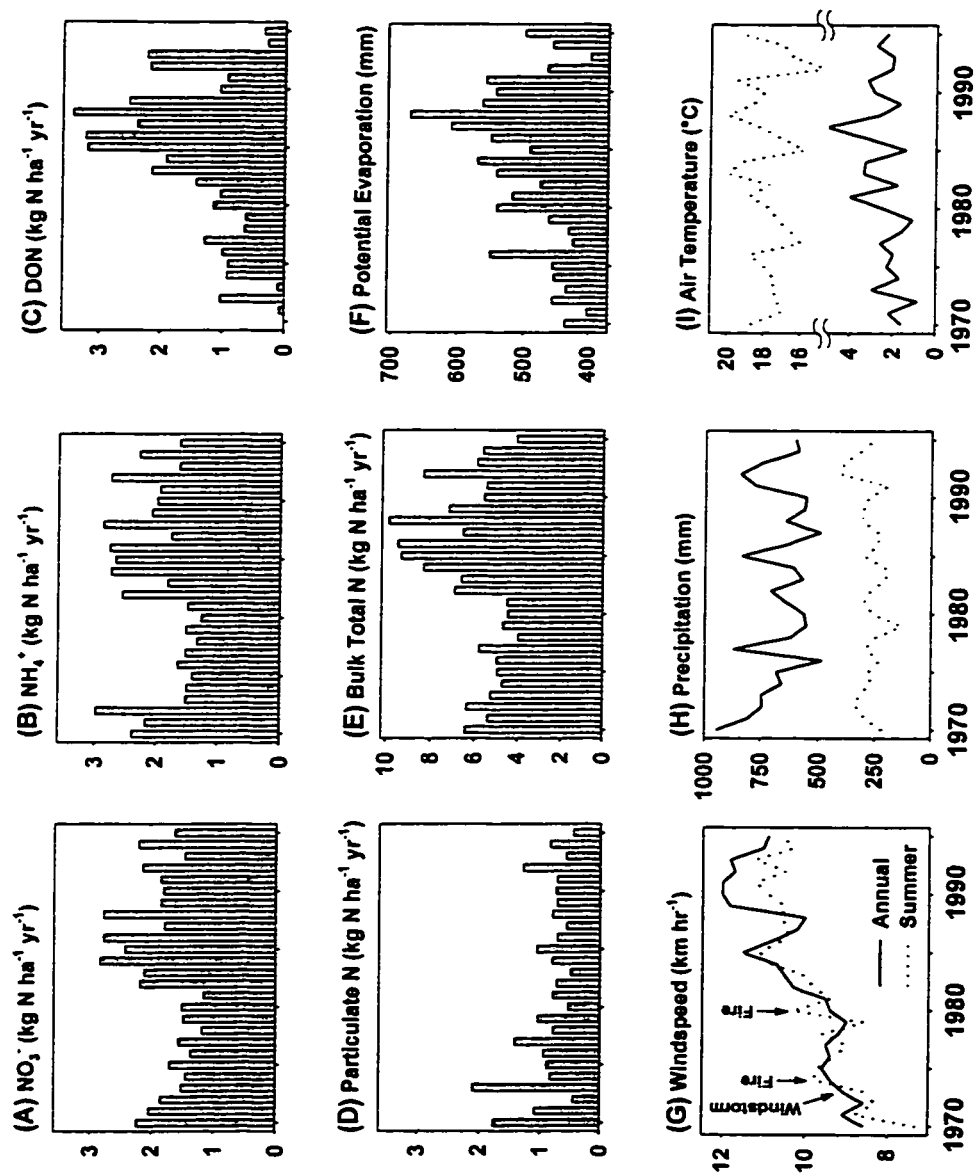 (A) NO₃⁻ (kg N ha⁻¹ yr⁻¹)
3
2
1
0
(B) NH₄⁺ (kg N ha⁻¹ yr⁻¹)
3
2
1
0
(C) DON (kg N ha⁻¹ yr⁻¹)
3
2
1
0
(D) Particulate N (kg N ha⁻¹ yr⁻¹)
3
2
1
0
(E) Bulk Total N (kg N ha⁻¹ yr⁻¹)
10
8
6
4
2
0
(F) Potential Evaporation (mm)
700
600
500
400
(G) Windspeed (km hr⁻¹)
12
10
8
Windstorm
Fire
Fire
Annual
Summer
1970 1980 1990
(H) Precipitation (mm)
1000
750
500
250
0
1970 1980 1990
(I) Air Temperature (°C)
20
18
16
4
2
0
1970 1980 1990